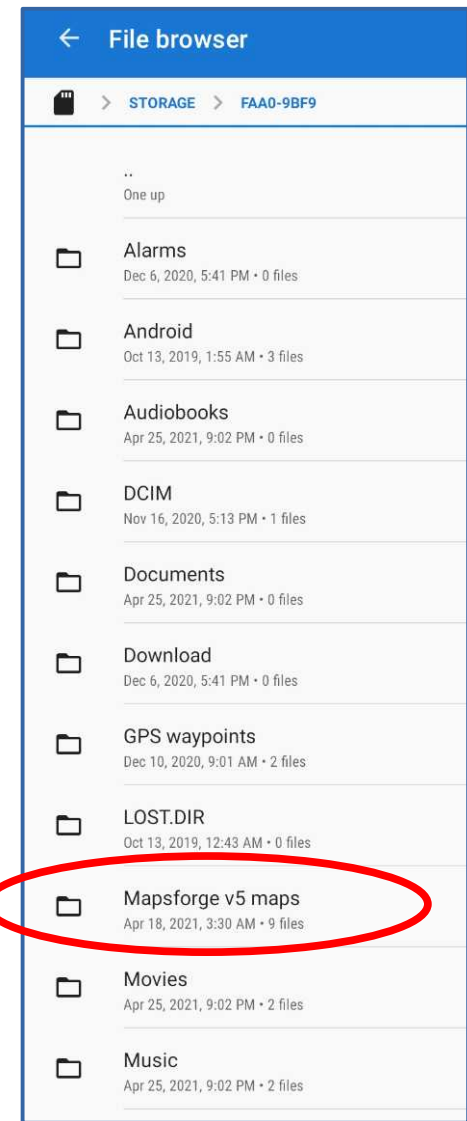 File browser
STORAGE > FAA0-9BF9
..
One up
Alarms
Dec 6, 2020, 5:41 PM • 0 files
Android
Oct 13, 2019, 1:55 AM • 3 files
Audiobooks
Apr 25, 2021, 9:02 PM • 0 files
DCIM
Nov 16, 2020, 5:13 PM • 1 files
Documents
Apr 25, 2021, 9:02 PM • 0 files
Download
Dec 6, 2020, 5:41 PM • 0 files
GPS waypoints
Dec 10, 2020, 9:01 AM • 2 files
LOST.DIR
Oct 13, 2019, 12:43 AM • 0 files
Mapsforge v5 maps
Apr 18, 2021, 3:30 AM • 9 files
Movies
Apr 25, 2021, 9:02 PM • 2 files
Music
Apr 25, 2021, 9:02 PM • 2 files